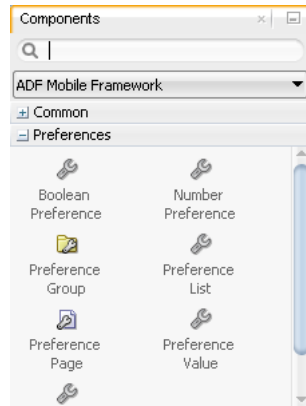 Components
ADF Mobile Framework
Common
Preferences
Boolean Preference
Number Preference
Preference Group
Preference List
Preference Page
Preference Value